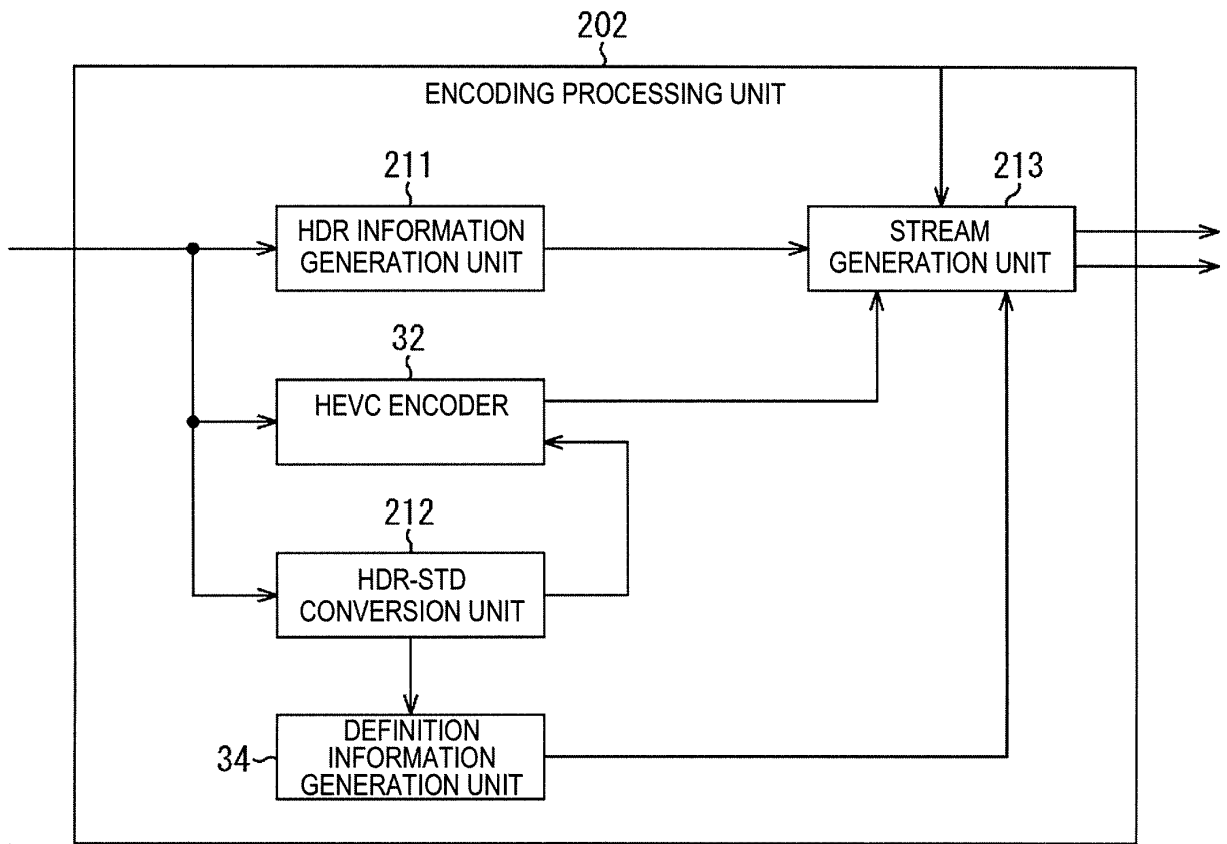 202
ENCODING PROCESSING UNIT
211
HDR INFORMATION
GENERATION UNIT
213
STREAM
GENERATION UNIT
32
HEVC ENCODER
212
HDR-STD
CONVERSION UNIT
34
DEFINITION
INFORMATION
GENERATION UNIT